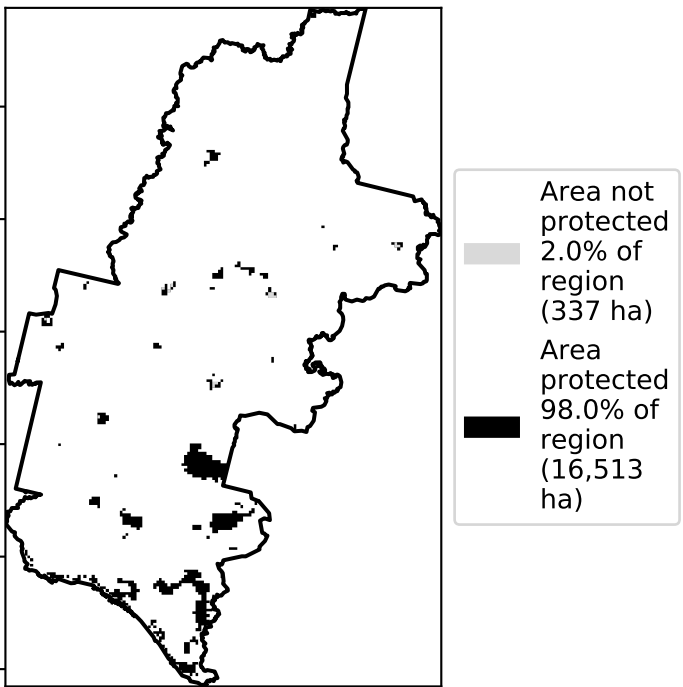 Area not
protected
2.0% of
region
(337 ha)
Area
protected
98.0% of
region
(16,513
ha)